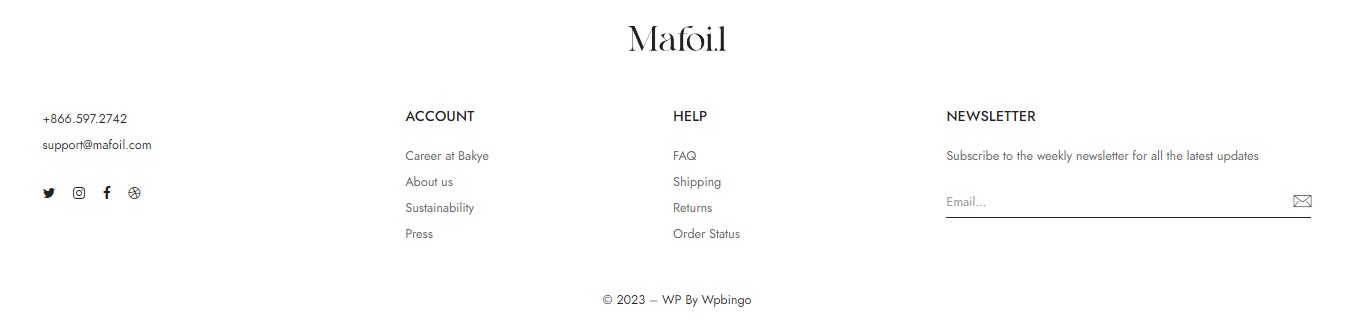 Mafoi.l
+866.597.2742
support@mafoil.com
ACCOUNT
Career at Bakye
About us
Sustainability
Press
HELP
FAQ
Shipping
Returns
Order Status
NEWSLETTER
Subscribe to the weekly newsletter for all the latest updates
Email...
© 2023 – WP By Wpbingo